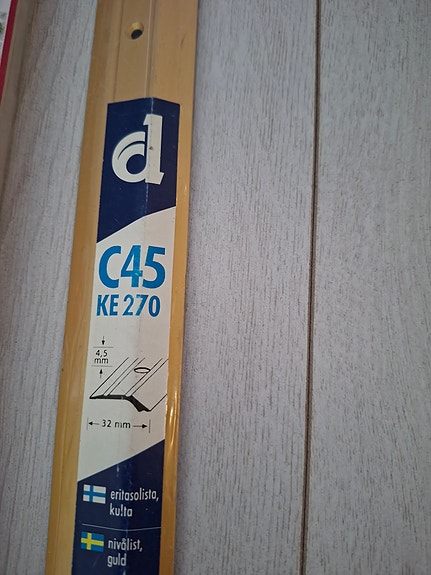 d
C45
KE 270
4,5
mm
32 mm
eritasolista,
kulta
nivålist,
guld